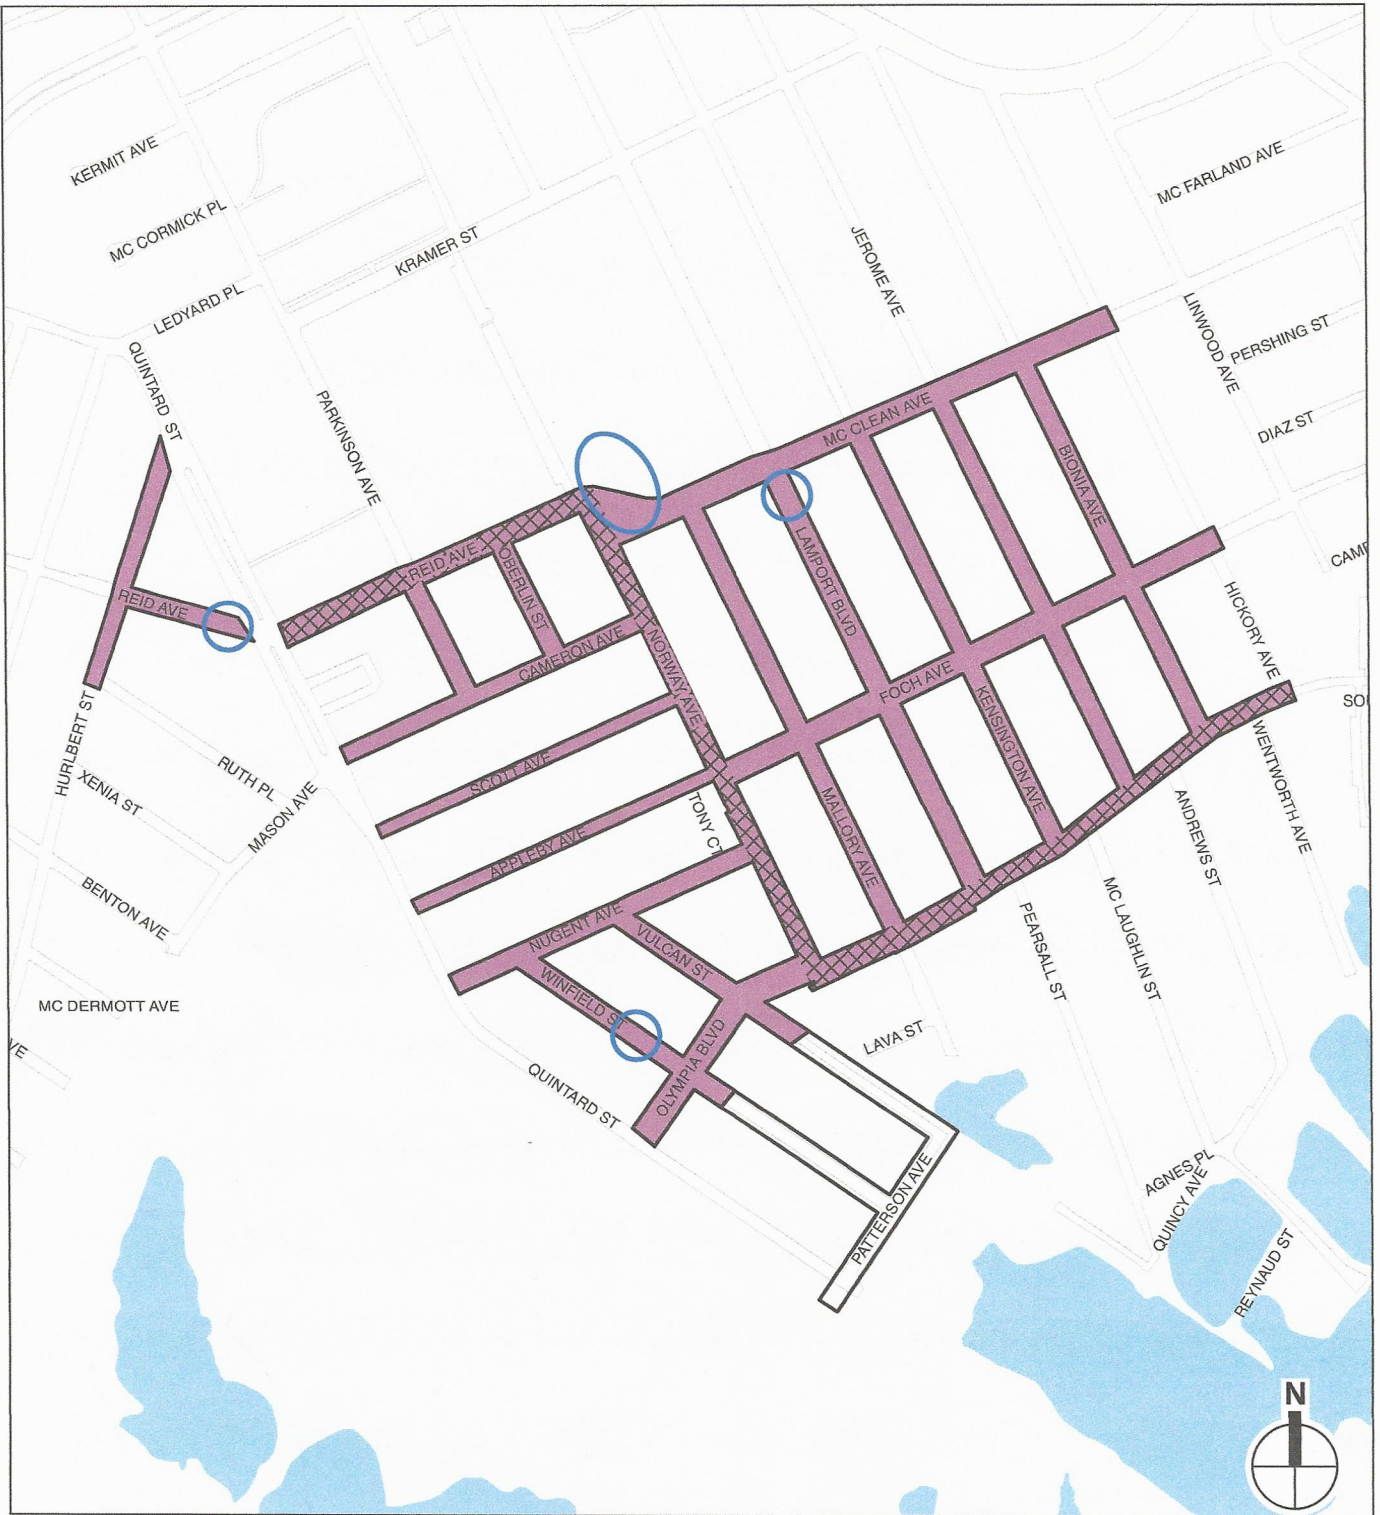 KERMIT AVE
MC CORMICK PL
LEDYARD PL
KRAMER ST
MC FARLAND AVE
JEROME AVE
LINWOOD AVE
PERSHING ST
DIAZ ST
QUINTARD ST
PARKINSON AVE
MC CLEAN AVE
BIONIA AVE
CAMP
REID AVE
OBERLIN ST
LAMPORT BLVD
REID AVE
HICKORY AVE
CAMERON AVE
NORWAY AVE
FOCH AVE
KENSINGTON AVE
SO
HURLBERT ST
RUTH PL
XENIA ST
MASON AVE
SCOTT AVE
WENTWORTH AVE
TONY CT
MALLORY AVE
ANDREWS ST
APPLEBY AVE
BENTON AVE
NUGENT AVE
VULCAN ST
PEARSALL ST
MC LAUGHLIN ST
MC DERMOTT AVE
WINFIELD ST
VE
OLYMPIA BLVD
LAVA ST
QUINTARD ST
PATTERSON AVE
AGNES PL
QUINCY AVE
REYNAUD ST
N